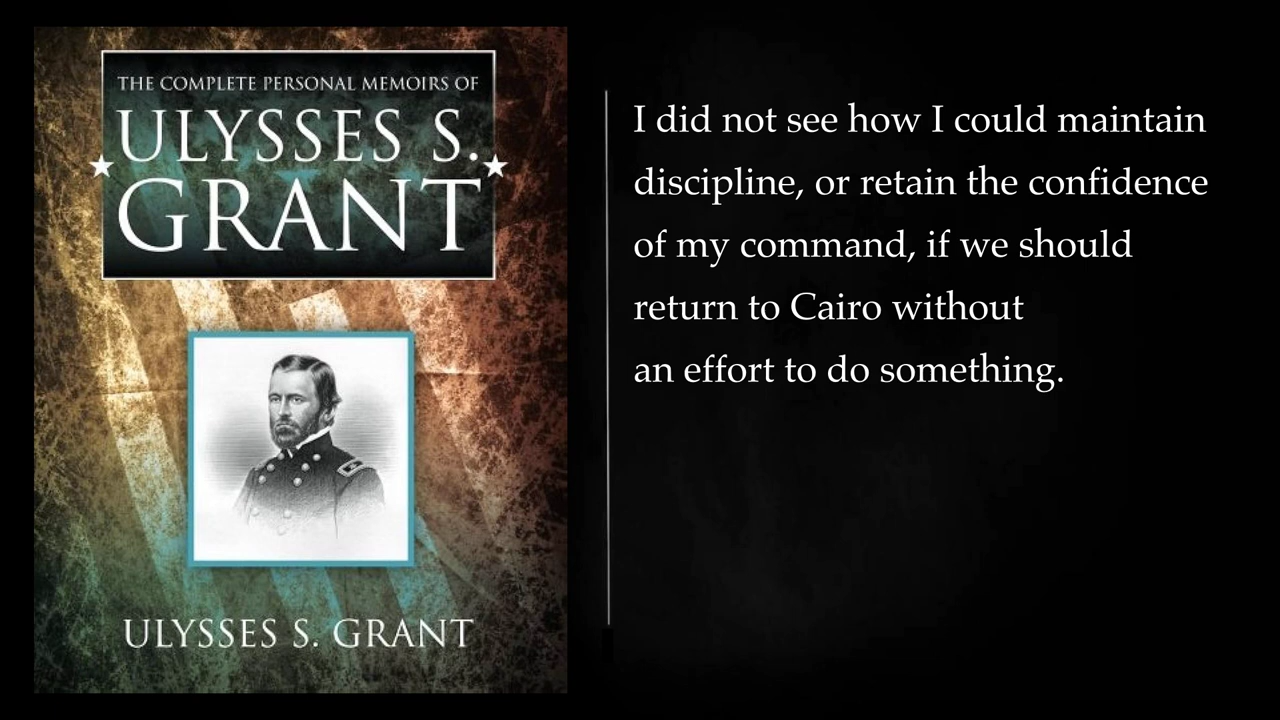 THE COMPLETE PERSONAL MEMOIRS OF
ULYSSES S.
GRANT
ULYSSES S. GRANT
I did not see how I could maintain
discipline, or retain the confidence
of my command, if we should
return to Cairo without
an effort to do something.